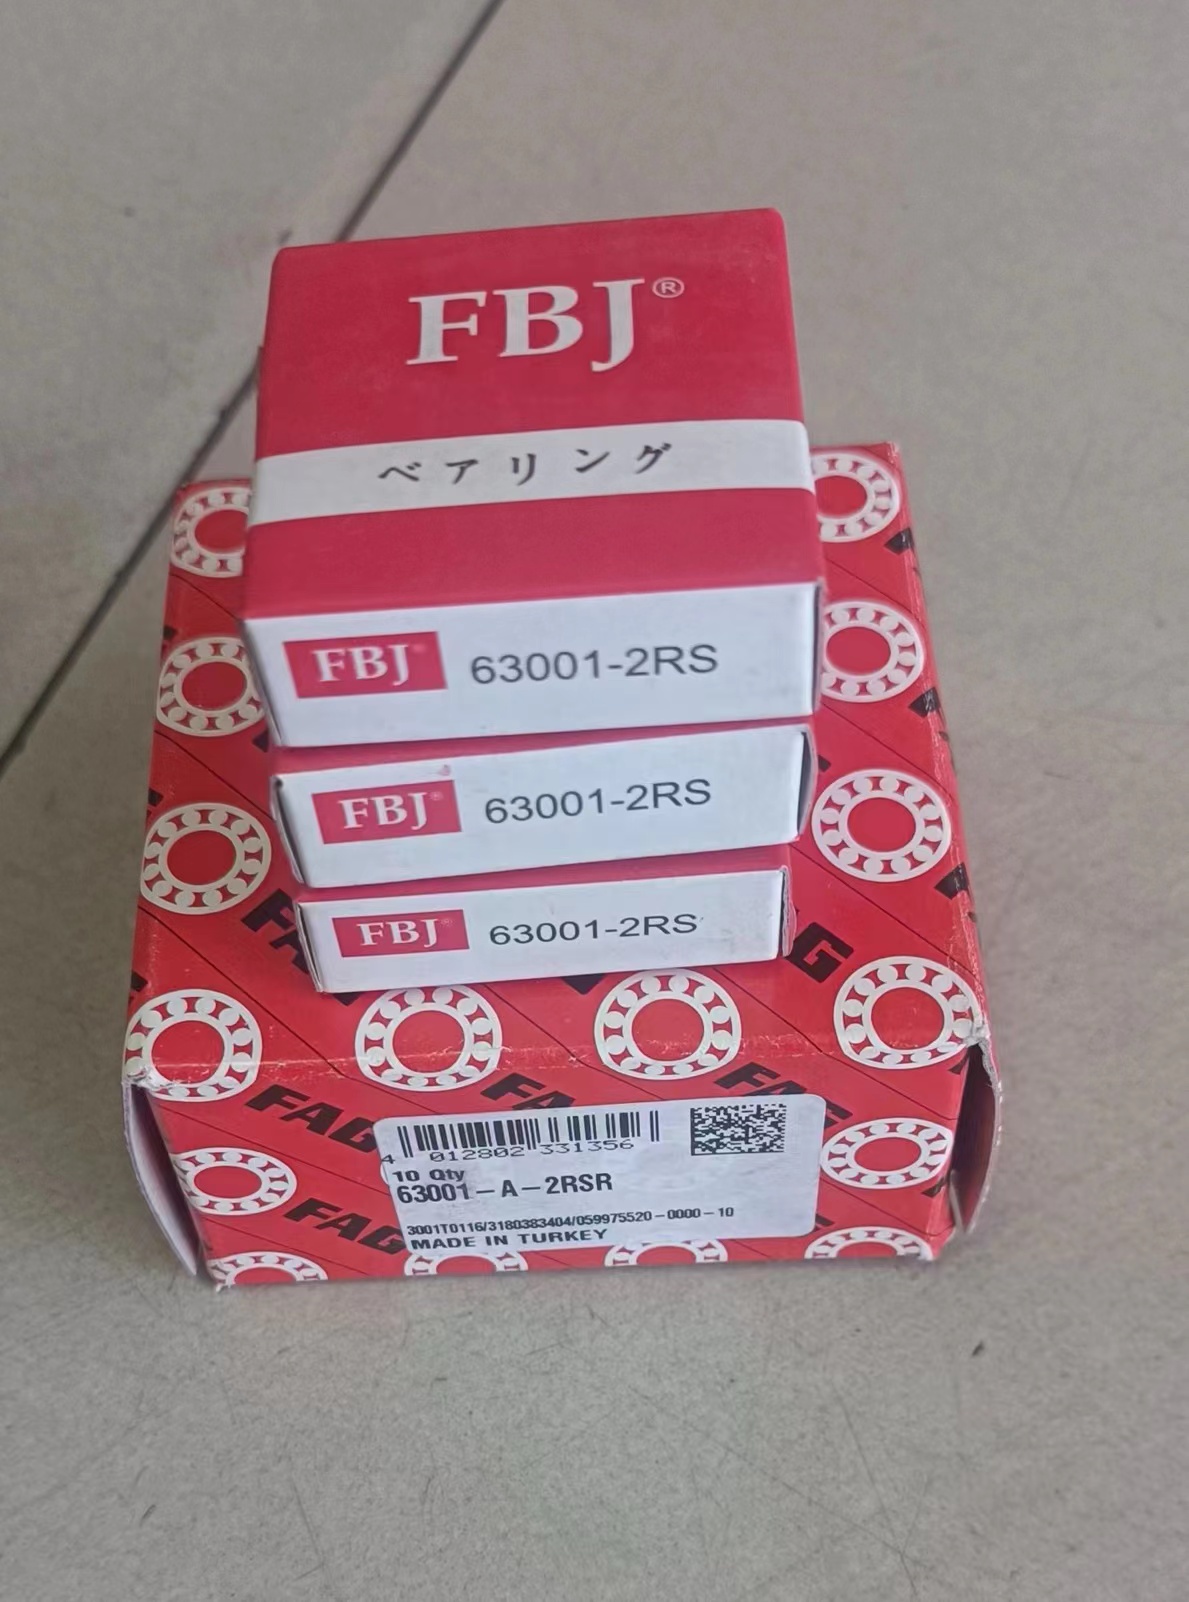 FBJ®
ベアリング
FBJ 63001-2RS
FBJ® 63001-2RS
FBJ® 63001-2RS
FAG
FAG
FAG
FAG
4 012802 331356
10 Qty
63001-A-2RSR
3001T0116/3180383404/059975520-0000-10
MADE IN TURKEY